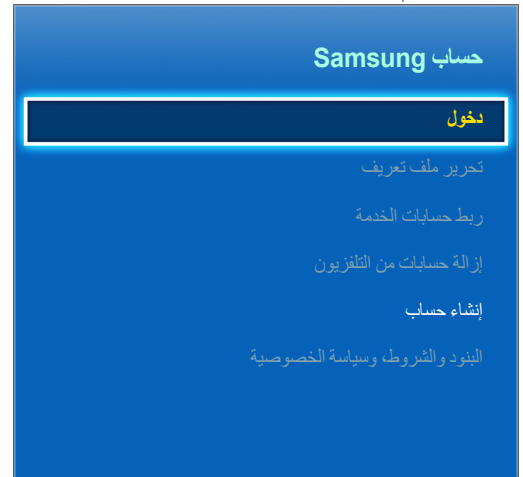 حساب Samsung
دخول
تحرير ملف تعريف
ربط حسابات الخدمة
إزالة حسابات من التلفزيون
إنشاء حساب
البنود والشروط، وسياسة الخصوصية